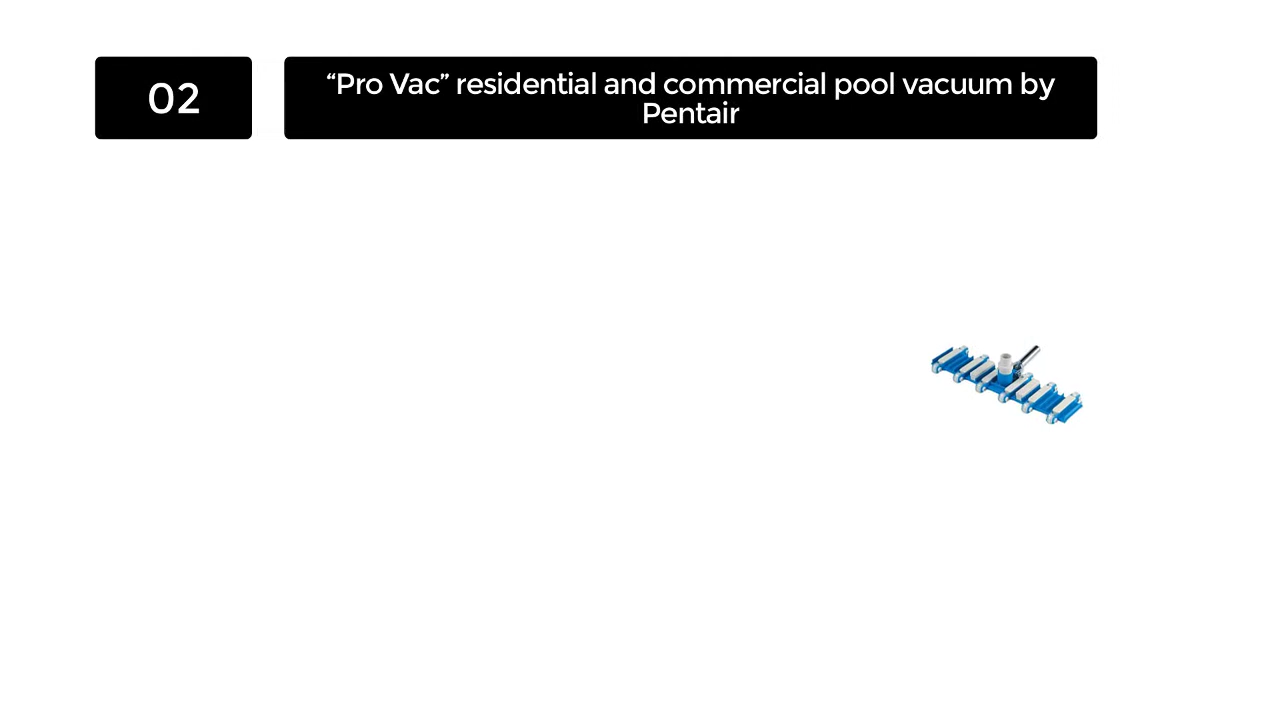 02
“Pro Vac” residential and commercial pool vacuum by
Pentair